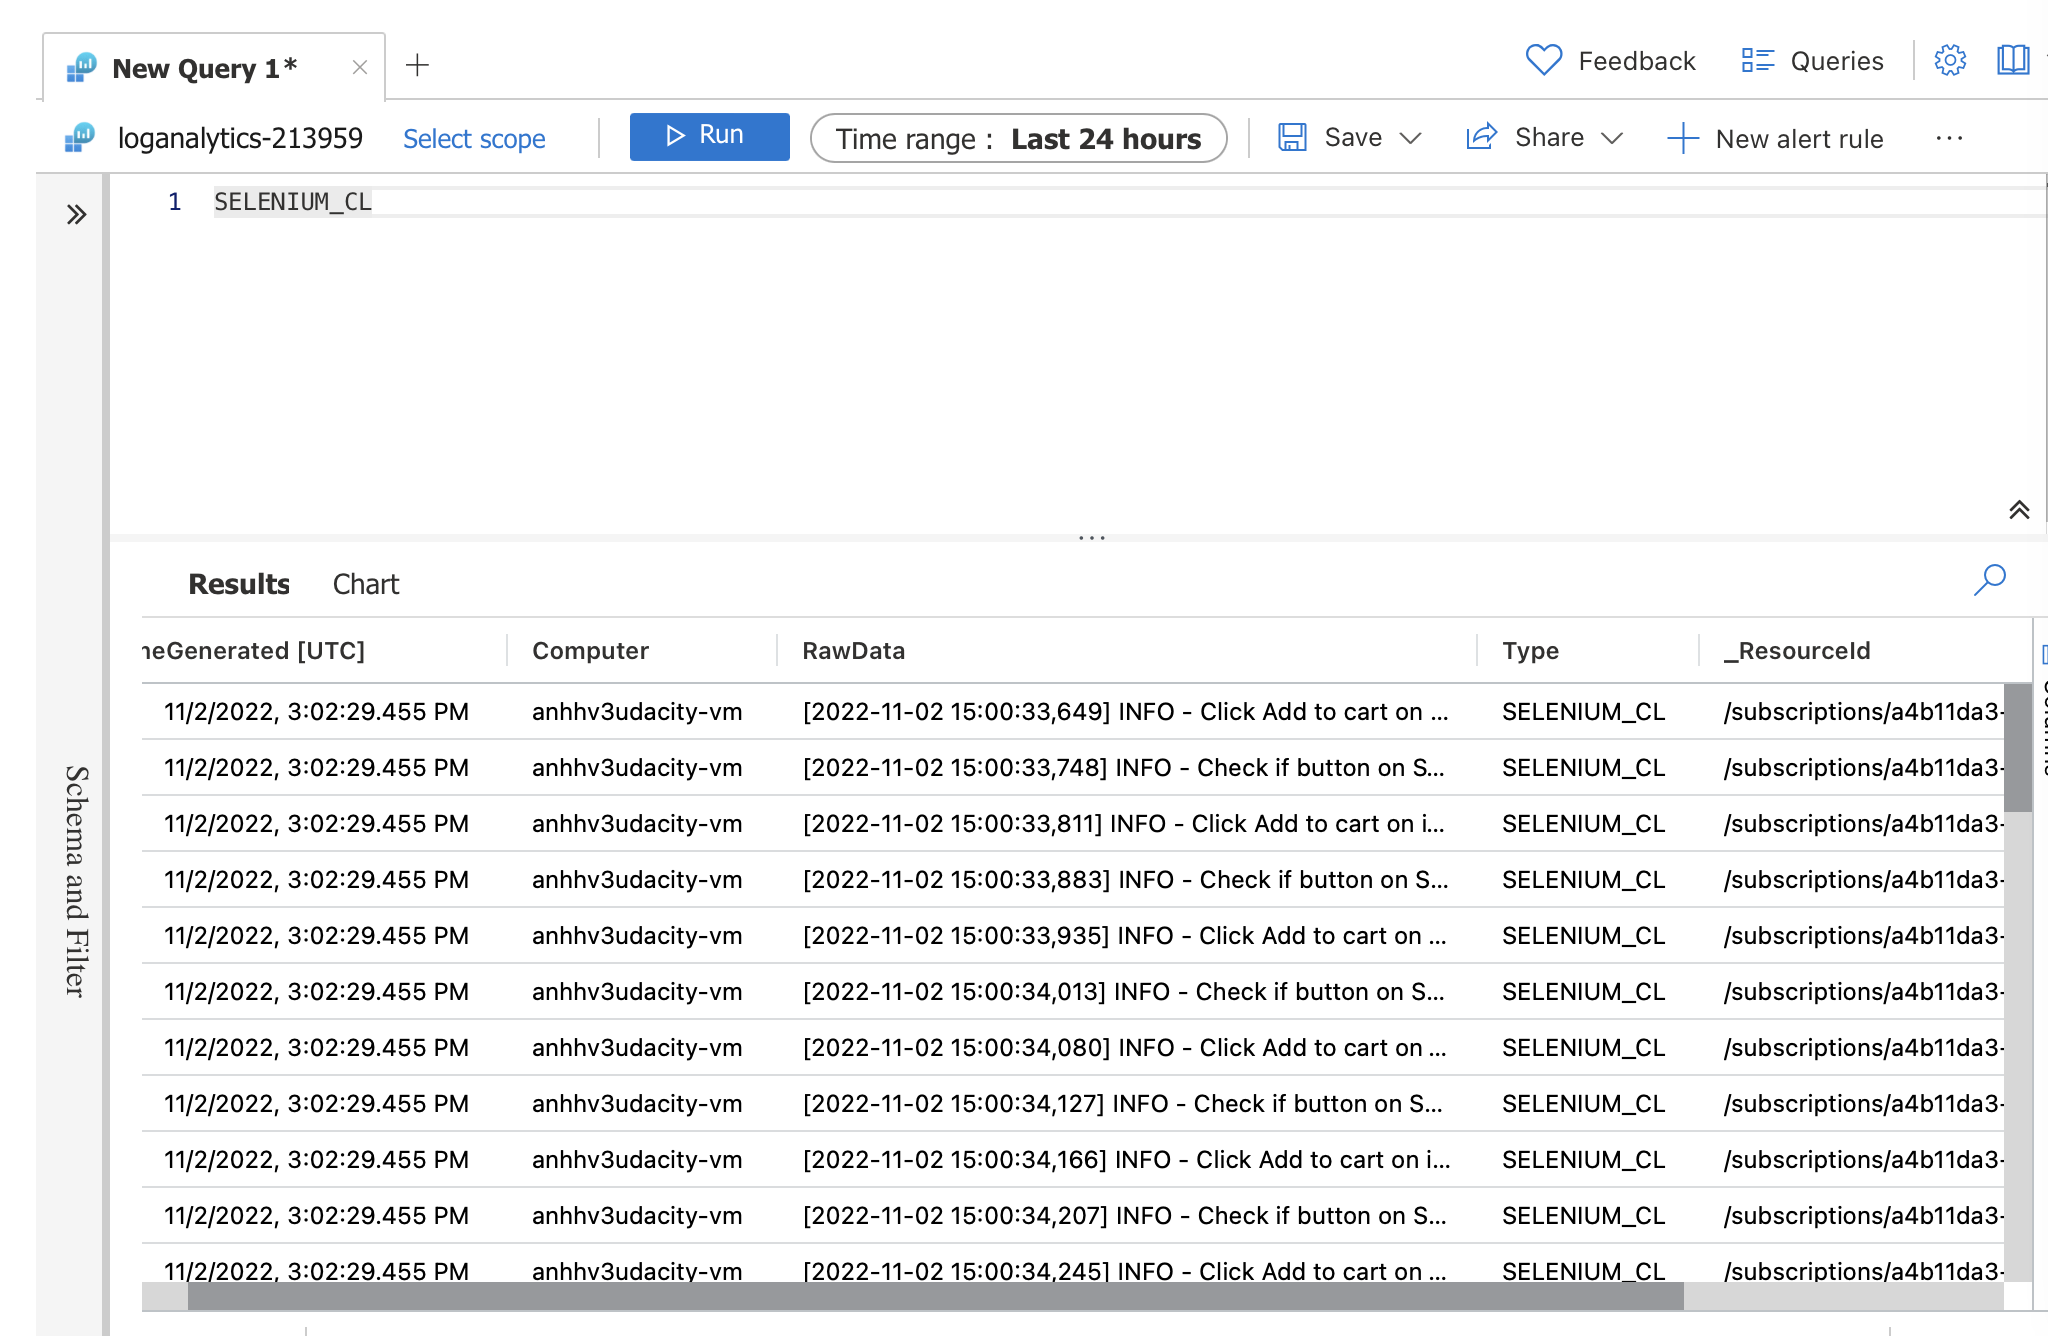 New Query 1*
Feedback Queries
loganalytics-213959 Select scope Run Time range : Last 24 hours Save Share New alert rule ...
1 SELENIUM_CL
...
Results Chart
neGenerated [UTC] Computer RawData Type _ResourceId
11/2/2022, 3:02:29.455 PM anhhv3udacity-vm [2022-11-02 15:00:33,649] INFO - Click Add to cart on ... SELENIUM_CL /subscriptions/a4b11da3-
11/2/2022, 3:02:29.455 PM anhhv3udacity-vm [2022-11-02 15:00:33,748] INFO - Check if button on S... SELENIUM_CL /subscriptions/a4b11da3-
11/2/2022, 3:02:29.455 PM anhhv3udacity-vm [2022-11-02 15:00:33,811] INFO - Click Add to cart on i... SELENIUM_CL /subscriptions/a4b11da3-
11/2/2022, 3:02:29.455 PM anhhv3udacity-vm [2022-11-02 15:00:33,883] INFO - Check if button on S... SELENIUM_CL /subscriptions/a4b11da3-
11/2/2022, 3:02:29.455 PM anhhv3udacity-vm [2022-11-02 15:00:33,935] INFO - Click Add to cart on ... SELENIUM_CL /subscriptions/a4b11da3-
11/2/2022, 3:02:29.455 PM anhhv3udacity-vm [2022-11-02 15:00:34,013] INFO - Check if button on S... SELENIUM_CL /subscriptions/a4b11da3-
11/2/2022, 3:02:29.455 PM anhhv3udacity-vm [2022-11-02 15:00:34,080] INFO - Click Add to cart on ... SELENIUM_CL /subscriptions/a4b11da3-
11/2/2022, 3:02:29.455 PM anhhv3udacity-vm [2022-11-02 15:00:34,127] INFO - Check if button on S... SELENIUM_CL /subscriptions/a4b11da3-
11/2/2022, 3:02:29.455 PM anhhv3udacity-vm [2022-11-02 15:00:34,166] INFO - Click Add to cart on i... SELENIUM_CL /subscriptions/a4b11da3-
11/2/2022, 3:02:29.455 PM anhhv3udacity-vm [2022-11-02 15:00:34,207] INFO - Check if button on S... SELENIUM_CL /subscriptions/a4b11da3-
11/2/2022, 3:02:29.455 PM anhhv3udacity-vm [2022-11-02 15:00:34,245] INFO - Click Add to cart on ... SELENIUM_CL /subscriptions/a4b11da3-
Schema and Filter